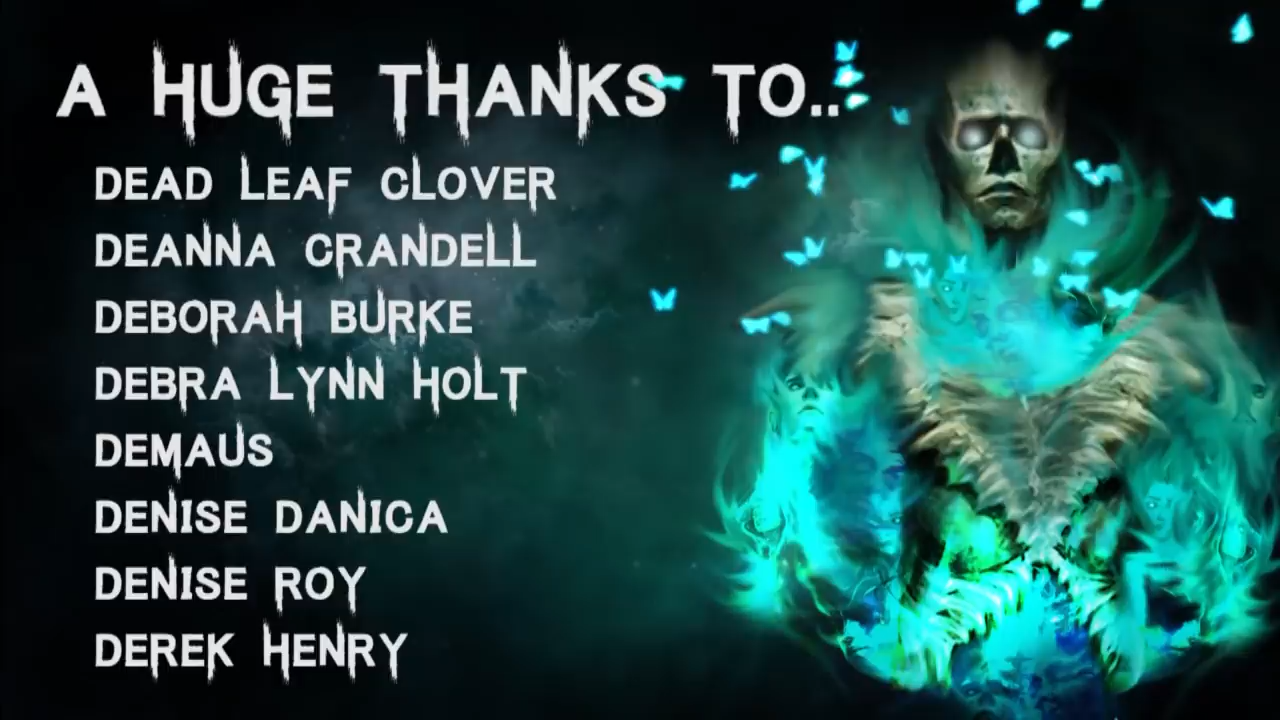 A HUGE THANKS TO..
DEAD LEAF CLOVER
DEANNA CRANDELL
DEBORAH BURKE
DEBRA LYNN HOLT
DEMAUS
DENISE DANICA
DENISE ROY
DEREK HENRY